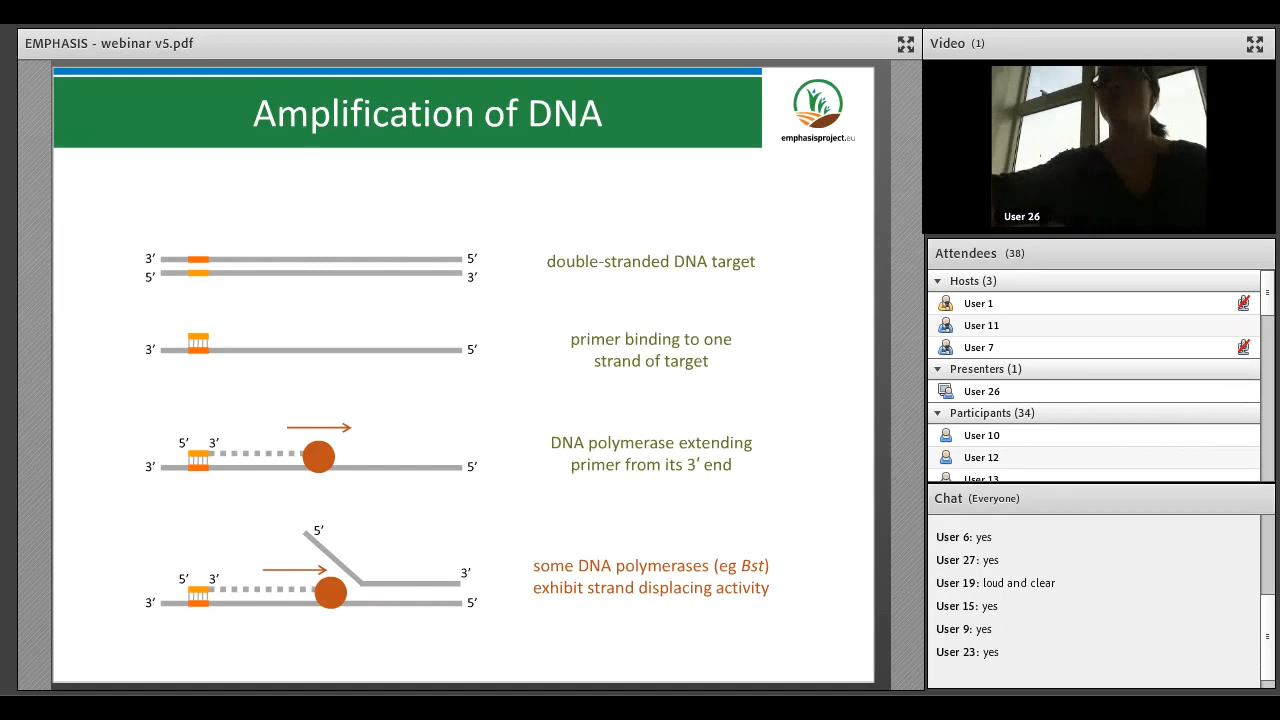 EMPHASIS - webinar v5.pdf
Amplification of DNA
emphasisproject.eu
3’ 5’
5’ 3’
double-stranded DNA target
3’ 5’
primer binding to one
strand of target
5’ 3’
3’ 5’
DNA polymerase extending
primer from its 3’ end
5’
5’ 3’ 3’
3’ 5’
some DNA polymerases (eg Bst)
exhibit strand displacing activity
Video (1)
User 26
Attendees (38)
Hosts (3)
User 1
User 11
User 7
Presenters (1)
User 26
Participants (34)
User 10
User 12
User 13
Chat (Everyone)
User 6: yes
User 27: yes
User 19: loud and clear
User 15: yes
User 9: yes
User 23: yes